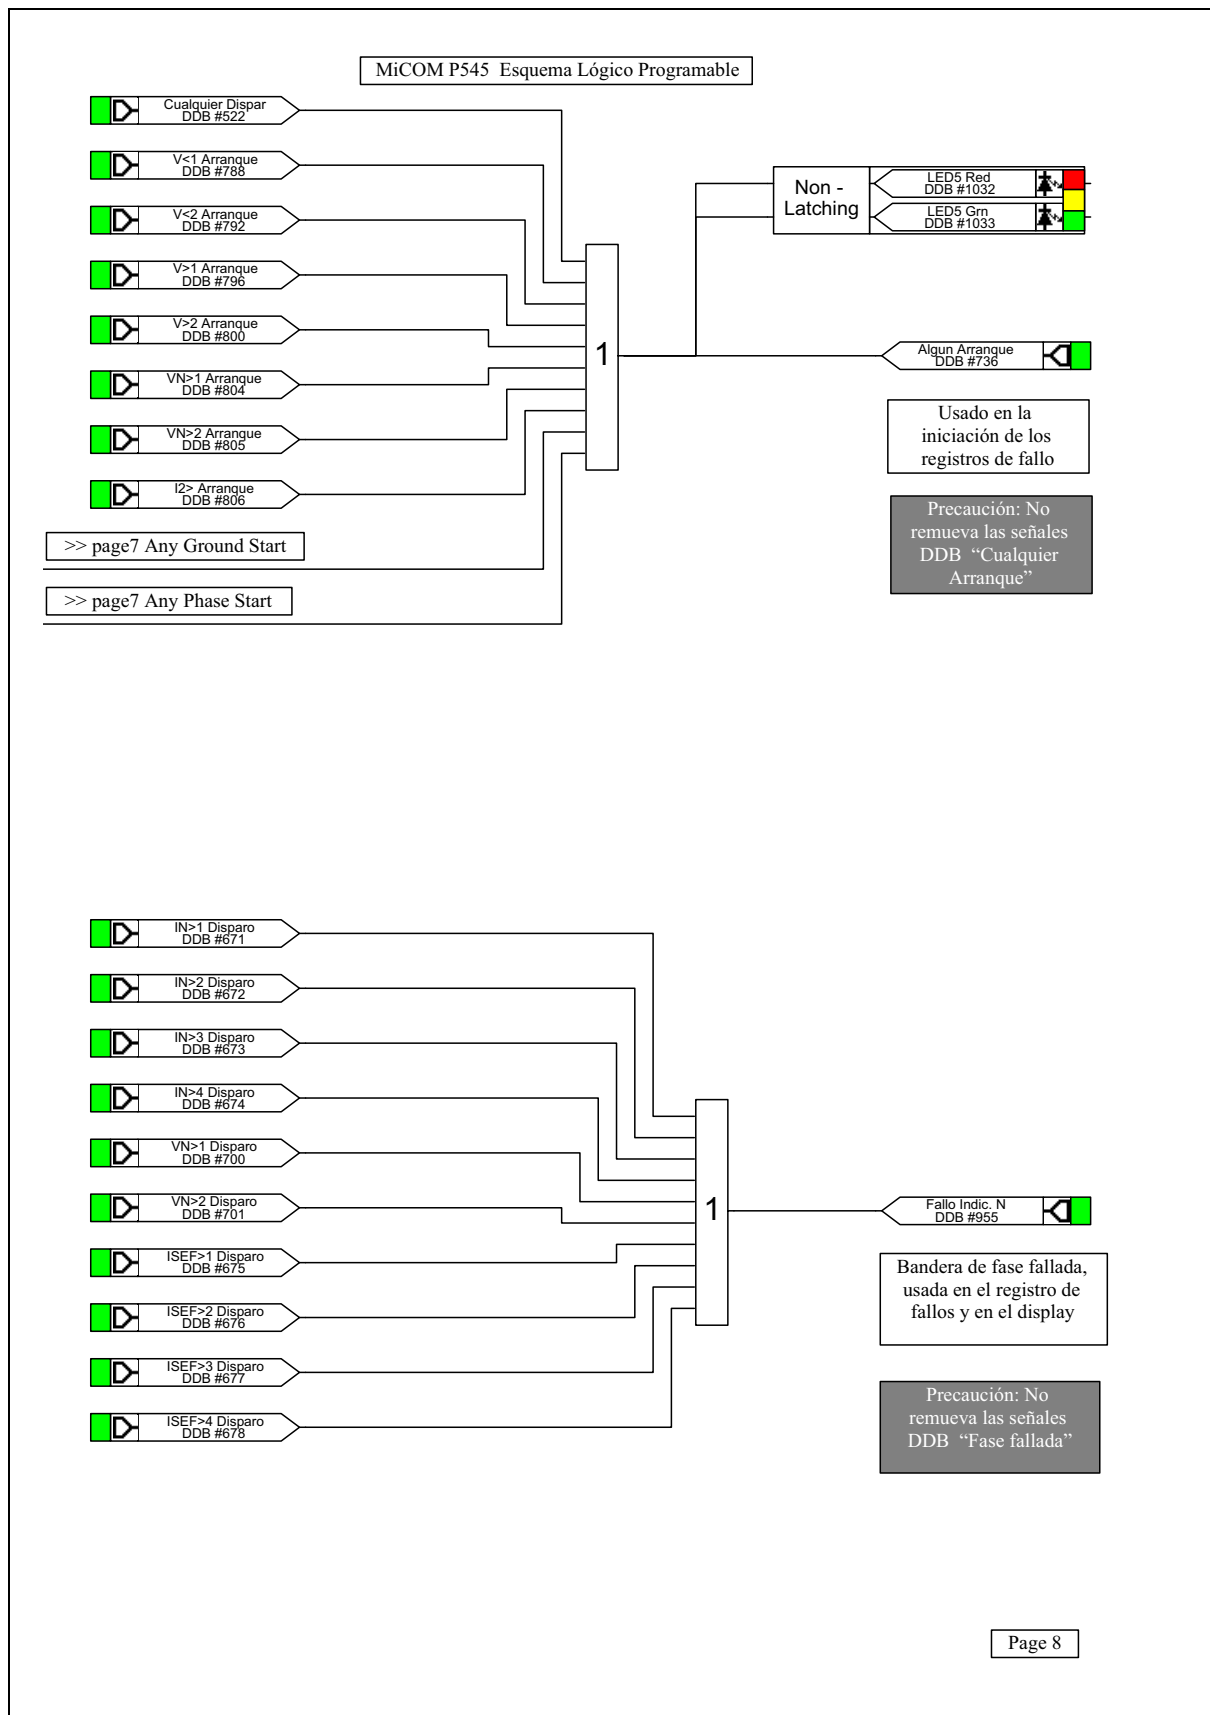 MiCOM P545 Esquema Lógico Programable
Cualquier Dispar
DDB #522
V<1 Arranque
DDB #788
V<2 Arranque
DDB #792
V>1 Arranque
DDB #796
V>2 Arranque
DDB #800
VN>1 Arranque
DDB #804
VN>2 Arranque
DDB #805
I2> Arranque
DDB #806
>> page7 Any Ground Start
>> page7 Any Phase Start
1
Non -
Latching
LED5 Red
DDB #1032
LED5 Grn
DDB #1033
Algun Arranque
DDB #736
Usado en la
iniciación de los
registros de fallo
Precaución: No
remueva las señales
DDB “Cualquier
Arranque”
IN>1 Disparo
DDB #671
IN>2 Disparo
DDB #672
IN>3 Disparo
DDB #673
IN>4 Disparo
DDB #674
VN>1 Disparo
DDB #700
VN>2 Disparo
DDB #701
ISEF>1 Disparo
DDB #675
ISEF>2 Disparo
DDB #676
ISEF>3 Disparo
DDB #677
ISEF>4 Disparo
DDB #678
1
Fallo Indic. N
DDB #955
Bandera de fase fallada,
usada en el registro de
fallos y en el display
Precaución: No
remueva las señales
DDB “Fase fallada”
Page 8